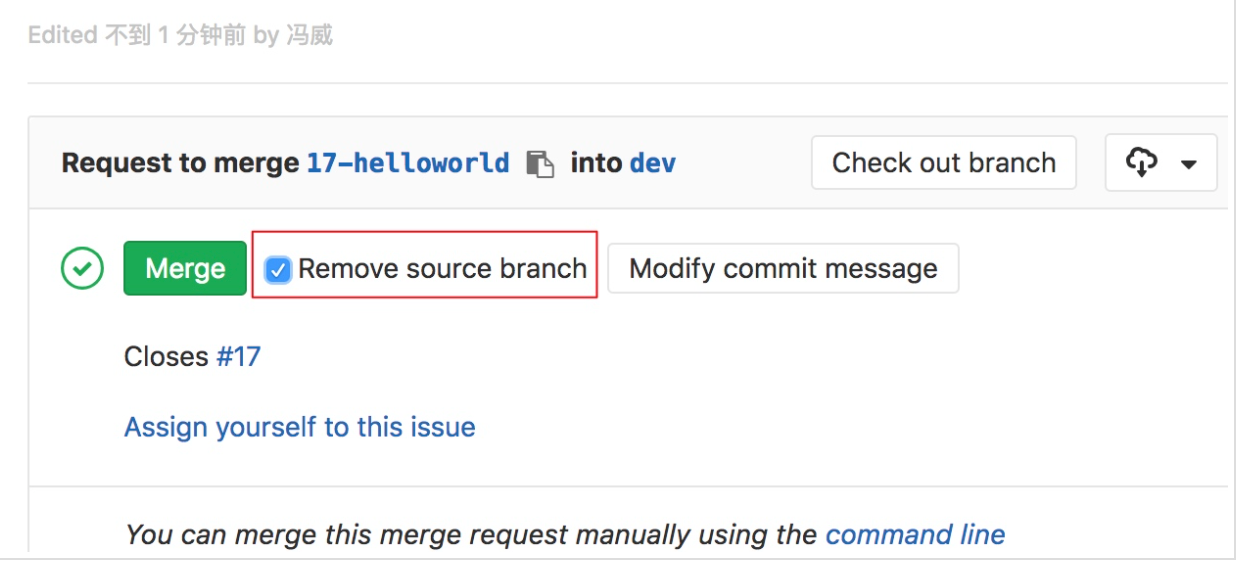 Edited 不到 1 分钟前 by 冯威
Request to merge 17-helloworld into dev Check out branch
Merge Remove source branch Modify commit message
Closes #17
Assign yourself to this issue
You can merge this merge request manually using the command line